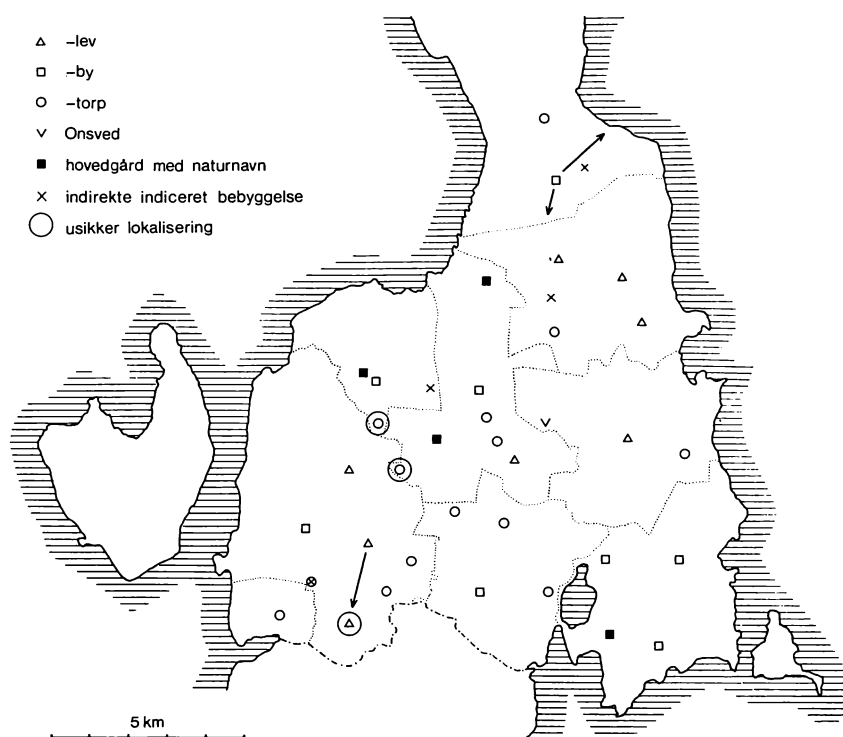 -lev
-by
-torp
Onsved
hovedgård med naturnavn
indirekte indiceret bebyggelse
usikker lokalisering
5 km